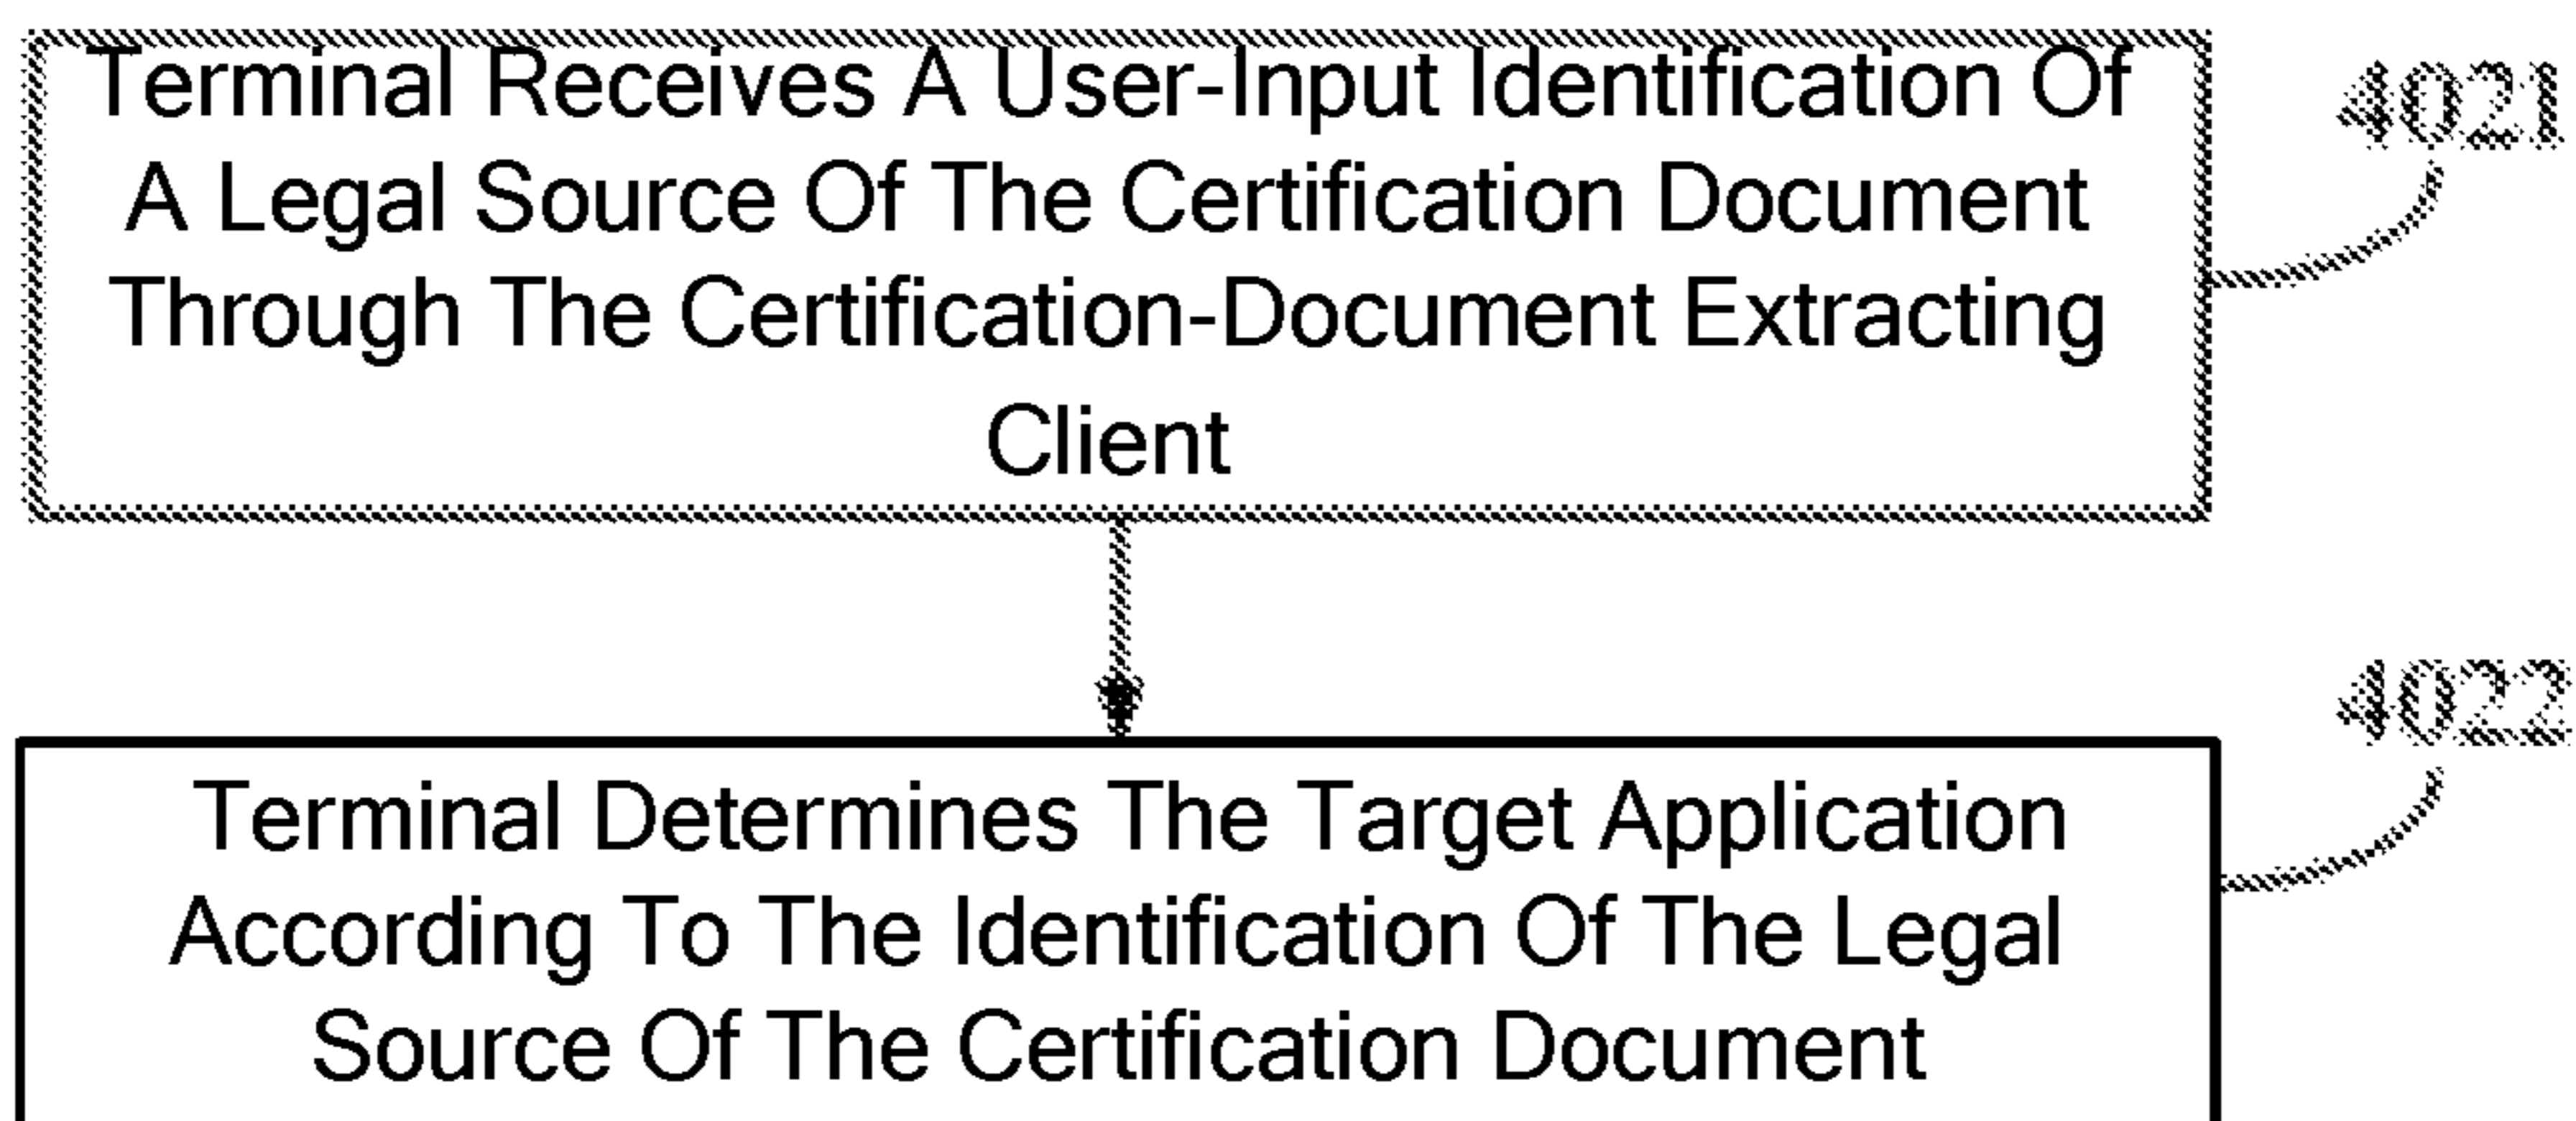 Terminal Receives A User-Input Identification Of
A Legal Source Of The Certification Document
Through The Certification-Document Extracting
Client
4021
Terminal Determines The Target Application
According To The Identification Of The Legal
Source Of The Certification Document
4022